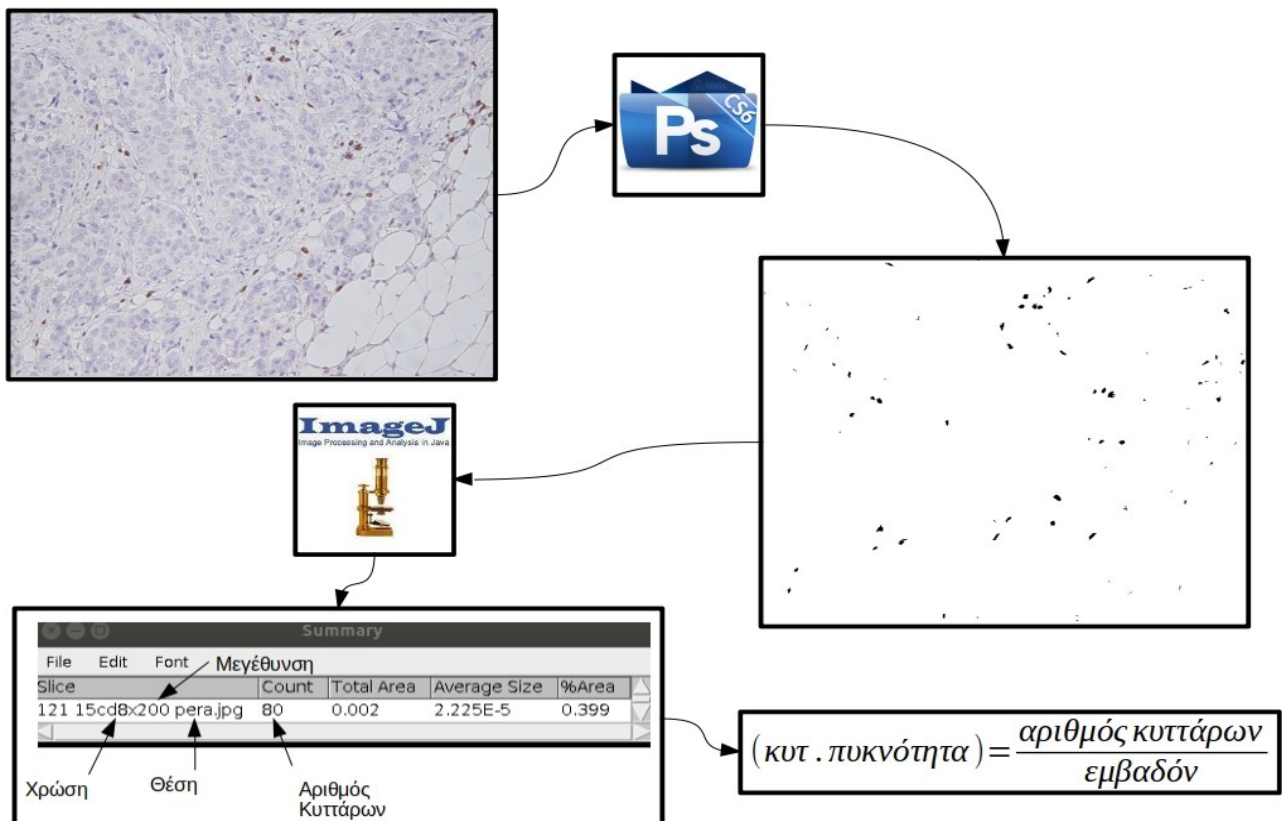 Ps
CS6
ImageJ
Image Processing and Analysis in Java
Summary
File Edit Font Μεγέθυνση
Slice Count Total Area Average Size %Area
121 15cd8x200 pera.jpg 80 0.002 2.225E-5 0.399
Χρώση Θέση Αριθμός
Κυττάρων
(κυτ . πυκνότητα)= αριθμός κυττάρων
εμβαδόν